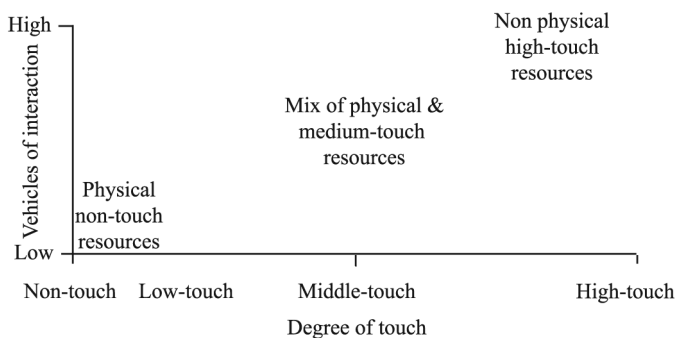 High
Non physical
high-touch
resources
Vehicles of interaction
Mix of physical &
medium-touch
resources
Physical
non-touch
resources
Low
Non-touch Low-touch Middle-touch High-touch
Degree of touch